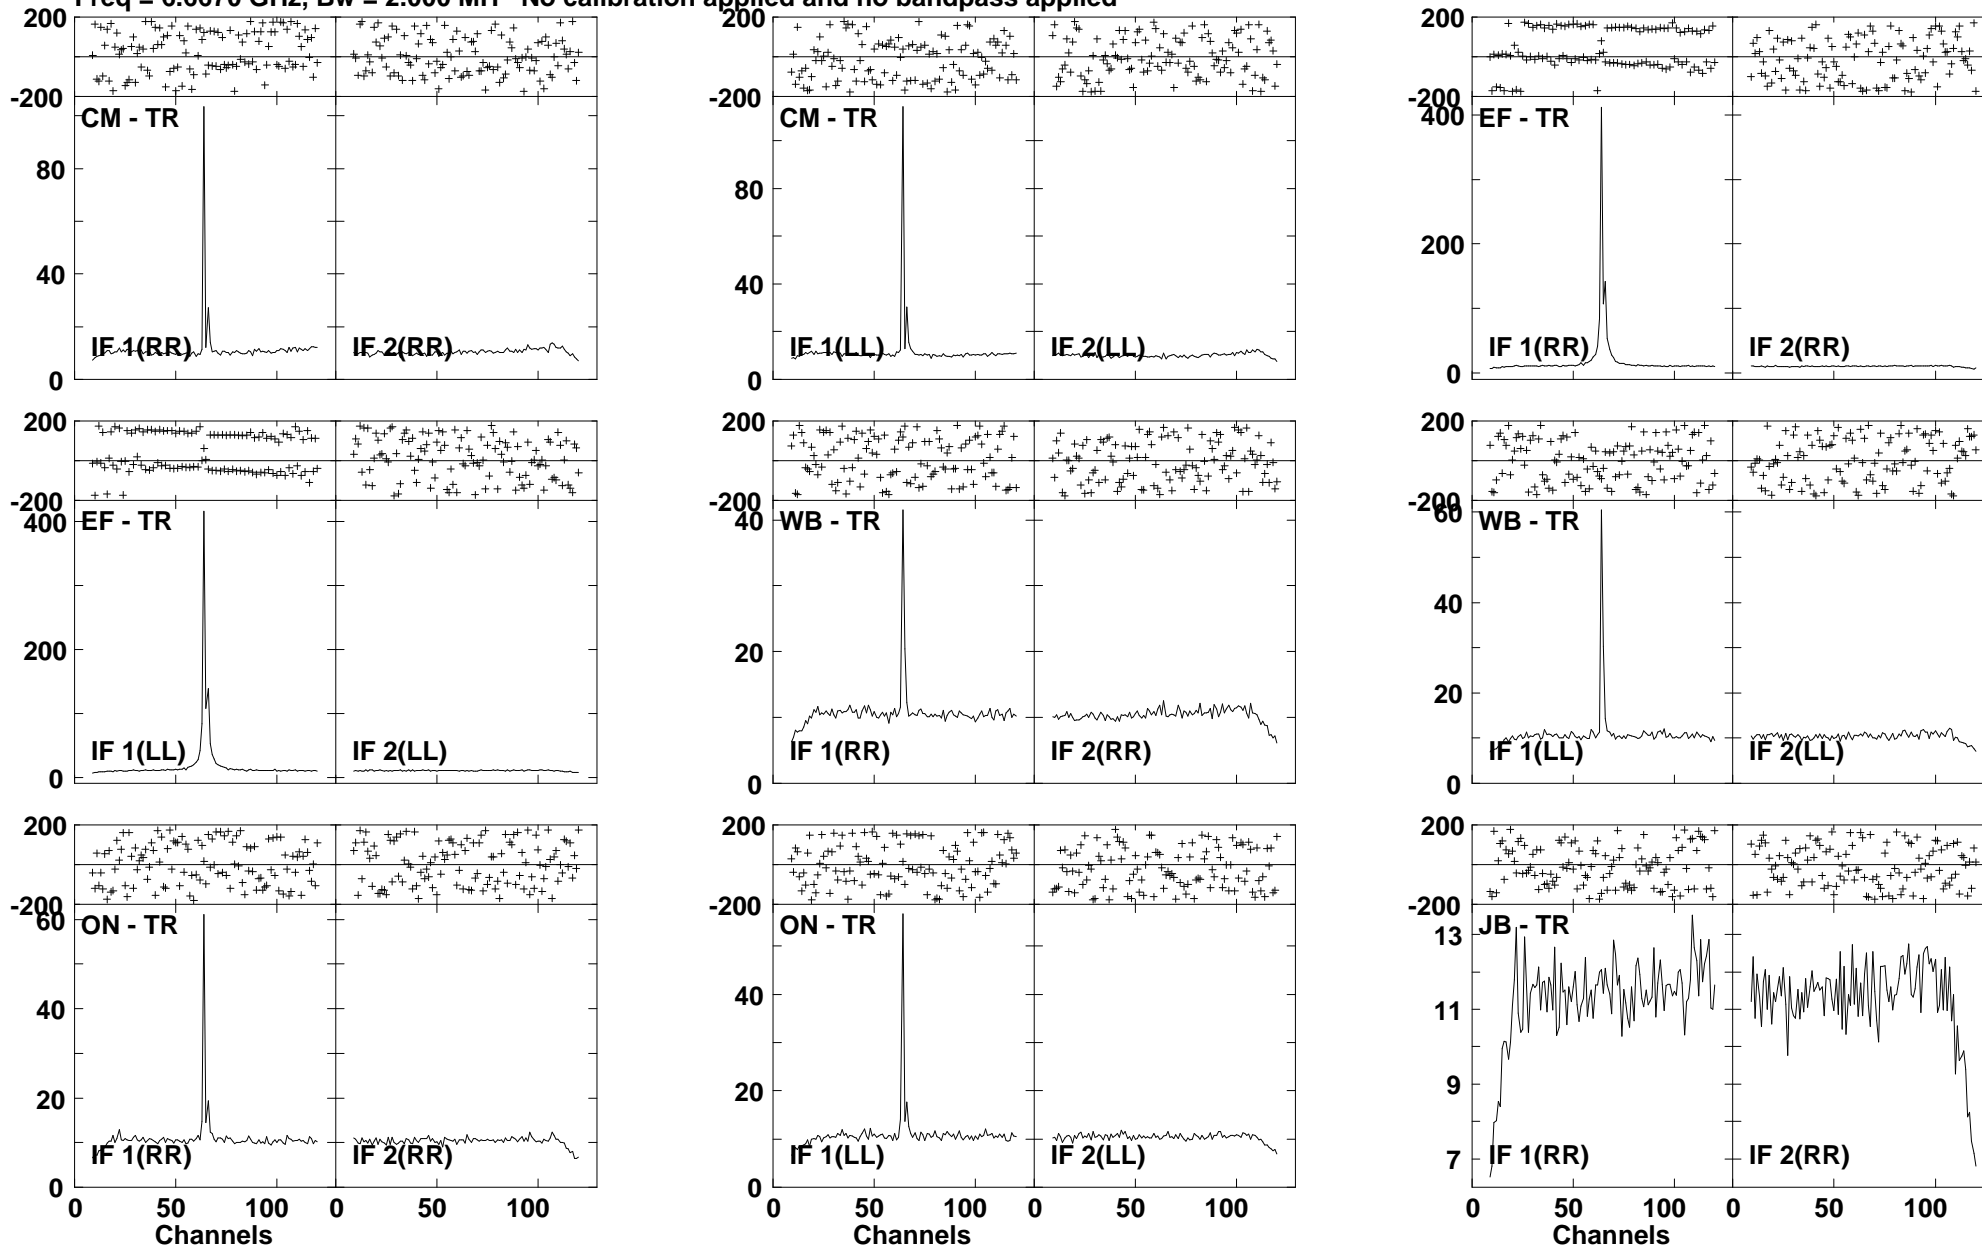 No calibration applied and no bandpass applied
200
-200
CM - TR
80
40
0
IF 1(RR)
IF 2(RR)
200
-200
CM - TR
80
40
0
IF 1(LL)
IF 2(LL)
200
-200
400
EF - TR
200
0
IF 1(RR)
IF 2(RR)
200
-200
400
EF - TR
200
0
IF 1(LL)
IF 2(LL)
200
-200
40
WB - TR
20
0
IF 1(RR)
IF 2(RR)
200
-200
60
WB - TR
40
20
0
IF 1(LL)
IF 2(LL)
200
-200
60
ON - TR
40
20
0
IF 1(RR)
IF 2(RR)
0 50 100 0 50 100
Channels
200
-200
ON - TR
40
20
0
IF 1(LL)
IF 2(LL)
0 50 100 0 50 100
Channels
200
-200
13
JB - TR
11
9
7
IF 1(RR)
IF 2(RR)
0 50 100 0 50 100
Channels